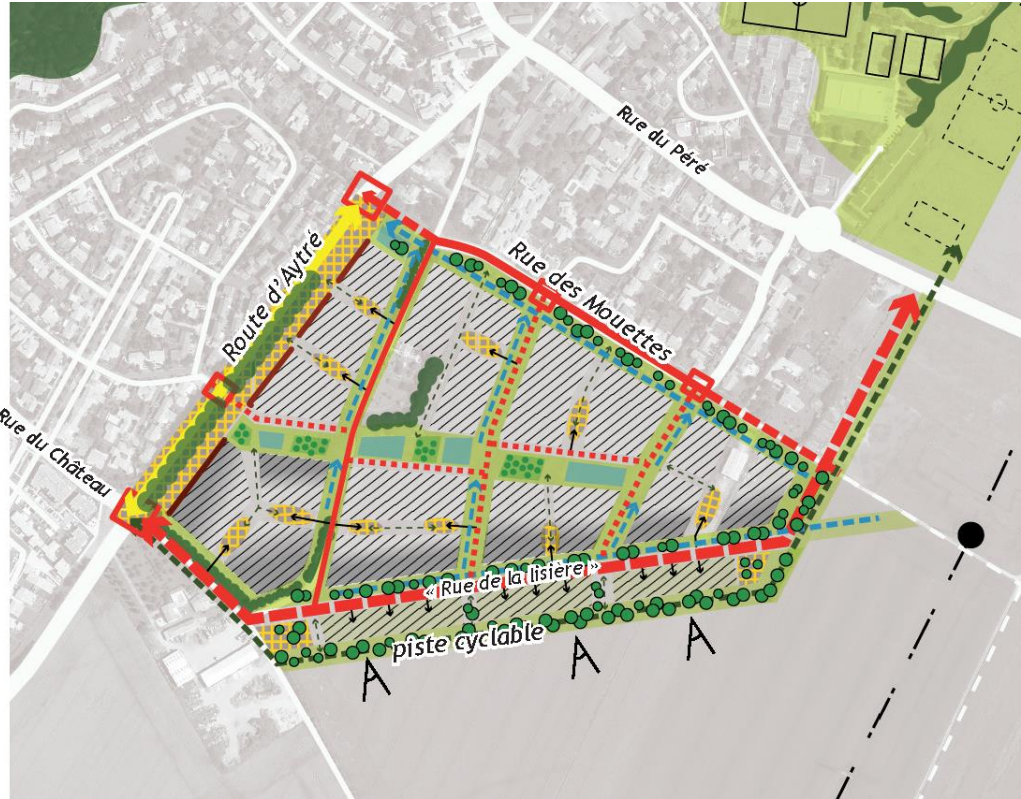 Rue du Péré
Route d'Aytré
Rue des Mouettes
Rue du Château
« Rue de la lisière »
piste cyclable